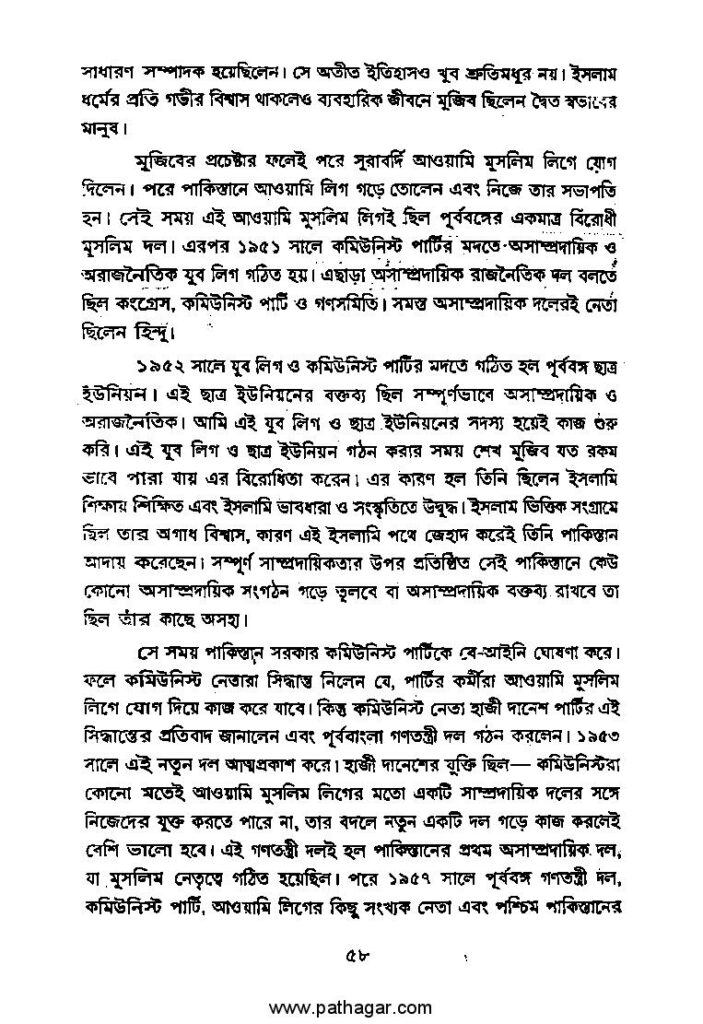 সাধারণ সম্পাদক হয়েছিলেন। সে অতীত ইতিহাসও খুব শ্রুতিমধুর নয়। ইসলাম
ধর্মের প্রতি গভীর বিশ্বাস থাকলেও ব্যবহারিক জীবনে মুজিব ছিলেন দ্বৈত স্বভাবের
মানুষ।
মুজিবের প্রচেষ্টার ফলেই পরে সুরাবর্দি আওয়ামি মুসলিম লিগে যোগ
দিলেন। পরে পাকিস্তানে আওয়ামি লিগ গড়ে তোলেন এবং নিজে তার সভাপতি
হন। সেই সময় এই আওয়ামি মুসলিম লিগই ছিল পূর্ববঙ্গের একমাত্র বিরোধী
মুসলিম দল। এরপর ১৯৫১ সালে কমিউনিস্ট পার্টির মদতে অসাম্প্রদায়িক ও
অরাজনৈতিক যুব লিগ গঠিত হয়। এছাড়া অসাম্প্রদায়িক রাজনৈতিক দল বলতে
ছিল কংগ্রেস, কমিউনিস্ট পার্টি ও গণসমিতি। সমস্ত অসাম্প্রদায়িক দলেরই নেতা
ছিলেন হিন্দু।
১৯৫২ সালে যুব লিগ ও কমিউনিস্ট পার্টির মদতে গঠিত হল পূর্ববঙ্গ ছাত্র
ইউনিয়ন। এই ছাত্র ইউনিয়নের বক্তব্য ছিল সম্পূর্ণভাবে অসাম্প্রদায়িক ও
অরাজনৈতিক। আমি এই যুব লিগ ও ছাত্র ইউনিয়নের সদস্য হয়েই কাজ শুরু
করি। এই যুব লিগ ও ছাত্র ইউনিয়ন গঠন করার সময় শেখ মুজিব যত রকম
ভাবে পারা যায় এর বিরোধিতা করেন। এর কারণ হল তিনি ছিলেন ইসলামি
শিক্ষায় শিক্ষিত এবং ইসলামি ভাবধারা ও সংস্কৃতিতে উদ্বুদ্ধ। ইসলাম ভিত্তিক সংগ্রামে
ছিল তার অগাধ বিশ্বাস, কারণ এই ইসলামি পথে জেহাদ করেই তিনি পাকিস্তান
আদায় করেছেন। সম্পূর্ণ সাম্প্রদায়িকতার উপর প্রতিষ্ঠিত সেই পাকিস্তানে কেউ
কোনো অসাম্প্রদায়িক সংগঠন গড়ে তুলবে বা অসাম্প্রদায়িক বক্তব্য রাখবে তা
ছিল তাঁর কাছে অসহ্য।
সে সময় পাকিস্তান সরকার কমিউনিস্ট পার্টিকে বে-আইনি ঘোষণা করে।
ফলে কমিউনিস্ট নেতারা সিদ্ধান্ত নিলেন যে, পার্টির কর্মীরা আওয়ামি মুসলিম
লিগে যোগ দিয়ে কাজ করে যাবে। কিন্তু কমিউনিস্ট নেতা হাজী দানেশ পার্টির এই
সিদ্ধান্তের প্রতিবাদ জানালেন এবং পূর্ববাংলা গণতন্ত্রী দল গঠন করলেন। ১৯৫৩
সালে এই নতুন দল আত্মপ্রকাশ করে। হাজী দানেশের যুক্তি ছিল— কমিউনিস্টরা
কোনো মতেই আওয়ামি মুসলিম লিগের মতো একটি সাম্প্রদায়িক দলের সঙ্গে
নিজেদের যুক্ত করতে পারে না, তার বদলে নতুন একটি দল গড়ে কাজ করলেই
বেশি ভালো হবে। এই গণতন্ত্রী দলই হল পাকিস্তানের প্রথম অসাম্প্রদায়িক দল,
যা মুসলিম নেতৃত্বে গঠিত হয়েছিল। পরে ১৯৫৭ সালে পূর্ববঙ্গ গণতন্ত্রী দল,
কমিউনিস্ট পার্টি, আওয়ামি লিগের কিছু সংখ্যক নেতা এবং পশ্চিম পাকিস্তানের
৫৮
www.pathagar.com